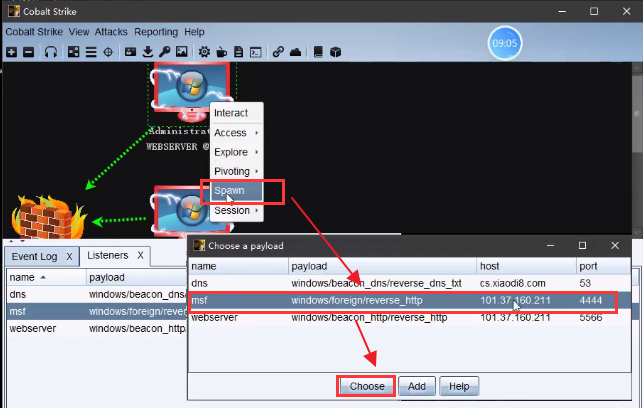 Cobalt Strike
Cobalt Strike View Attacks Reporting Help
09:05
Administrat
WEBSERVER @
Interact
Access
Explore
Pivoting
Spawn
Session
Event Log X Listeners X
name payload
dns windows/beacon_dns/
msf windows/foreign/rever
webserver windows/beacon_http/
Choose a payload
name payload host port
dns windows/beacon_dns/reverse_dns_txt cs.xiaodi8.com 53
msf windows/foreign/reverse_http 101.37.160.211 4444
webserver windows/beacon_http/reverse_http 101.37.160.211 5566
Choose Add Help